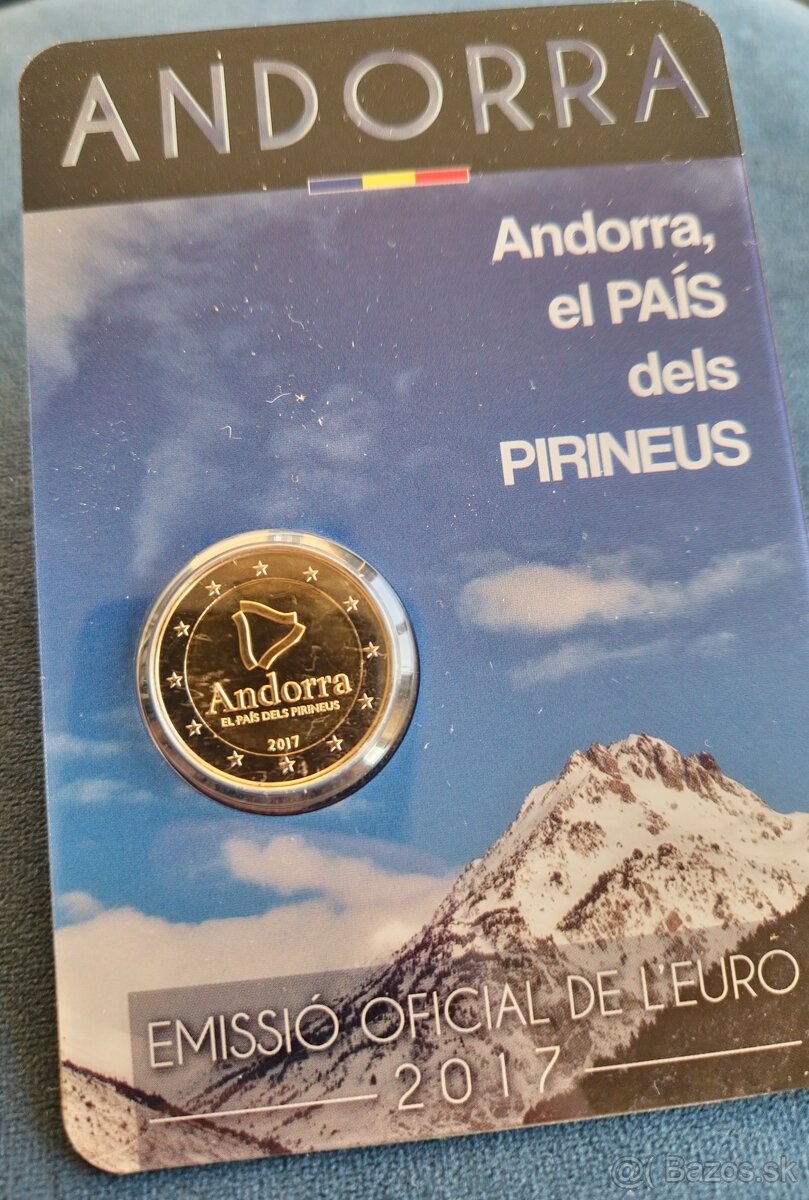 ANDORRA
Andorra,
el PAÍS
dels
PIRINEUS
Andorra
EL PAÍS DELS PIRINEUS
2017
EMISSIÓ OFICIAL DE L'EURO
2017
@( Bazos.sk